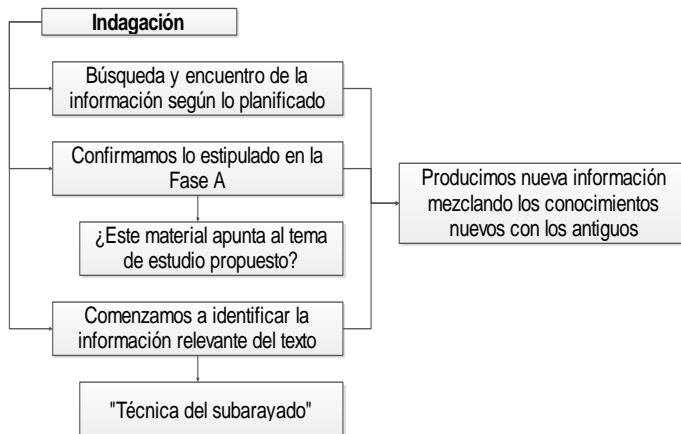 Indagación
Búsqueda y encuentro de la
información según lo planificado
Confirmamos lo estipulado en la
Fase A
¿Este material apunta al tema
de estudio propuesto?
Comenzamos a identificar la
información relevante del texto
"Técnica del subarayado"
Producimos nueva información
mezclando los conocimientos
nuevos con los antiguos